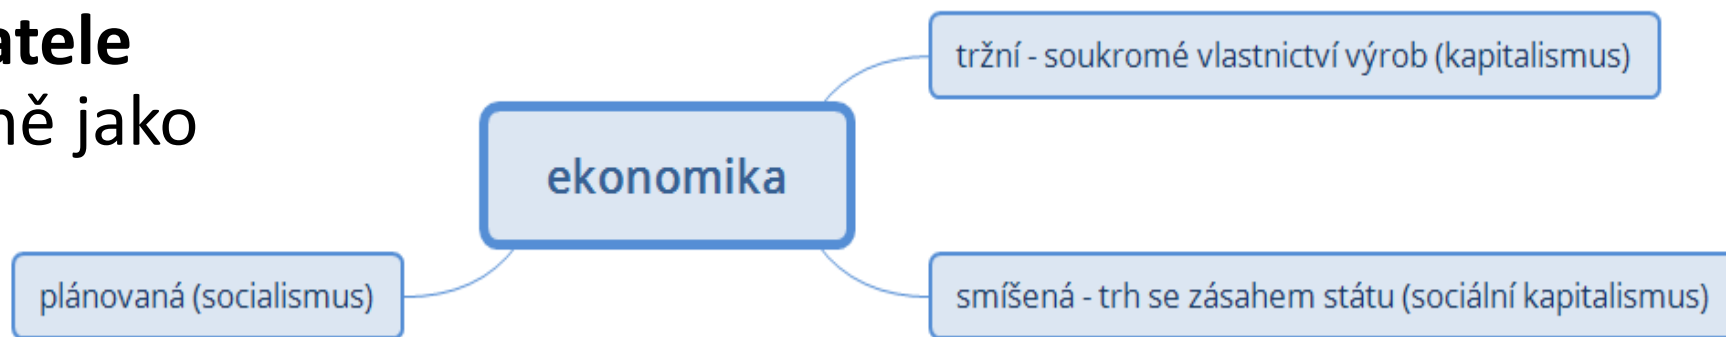 atele
ně jako
tržní - soukromé vlastnictví výrob (kapitalismus)
ekonomika
plánovaná (socialismus)
smíšená - trh se zásahem státu (sociální kapitalismus)